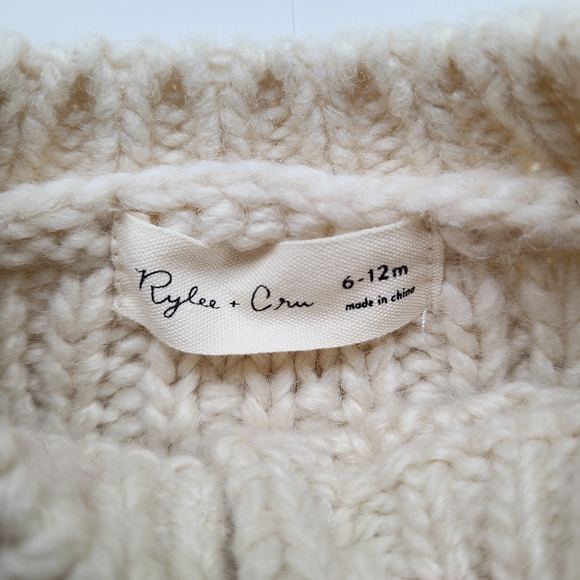 Rylee + Cru
6-12m
made in china